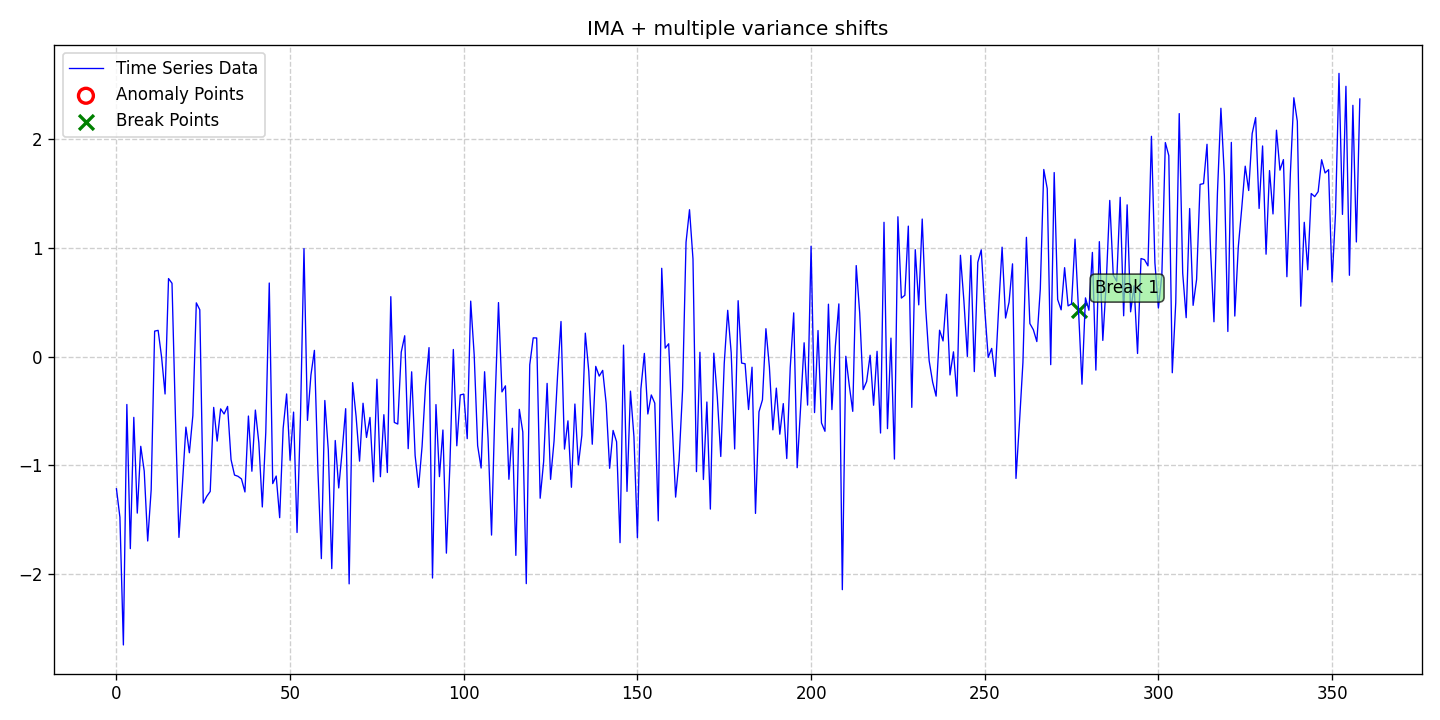 IMA + multiple variance shifts
Time Series Data
Anomaly Points
Break Points
Break 1
2
1
0
−1
−2
0 50 100 150 200 250 300 350